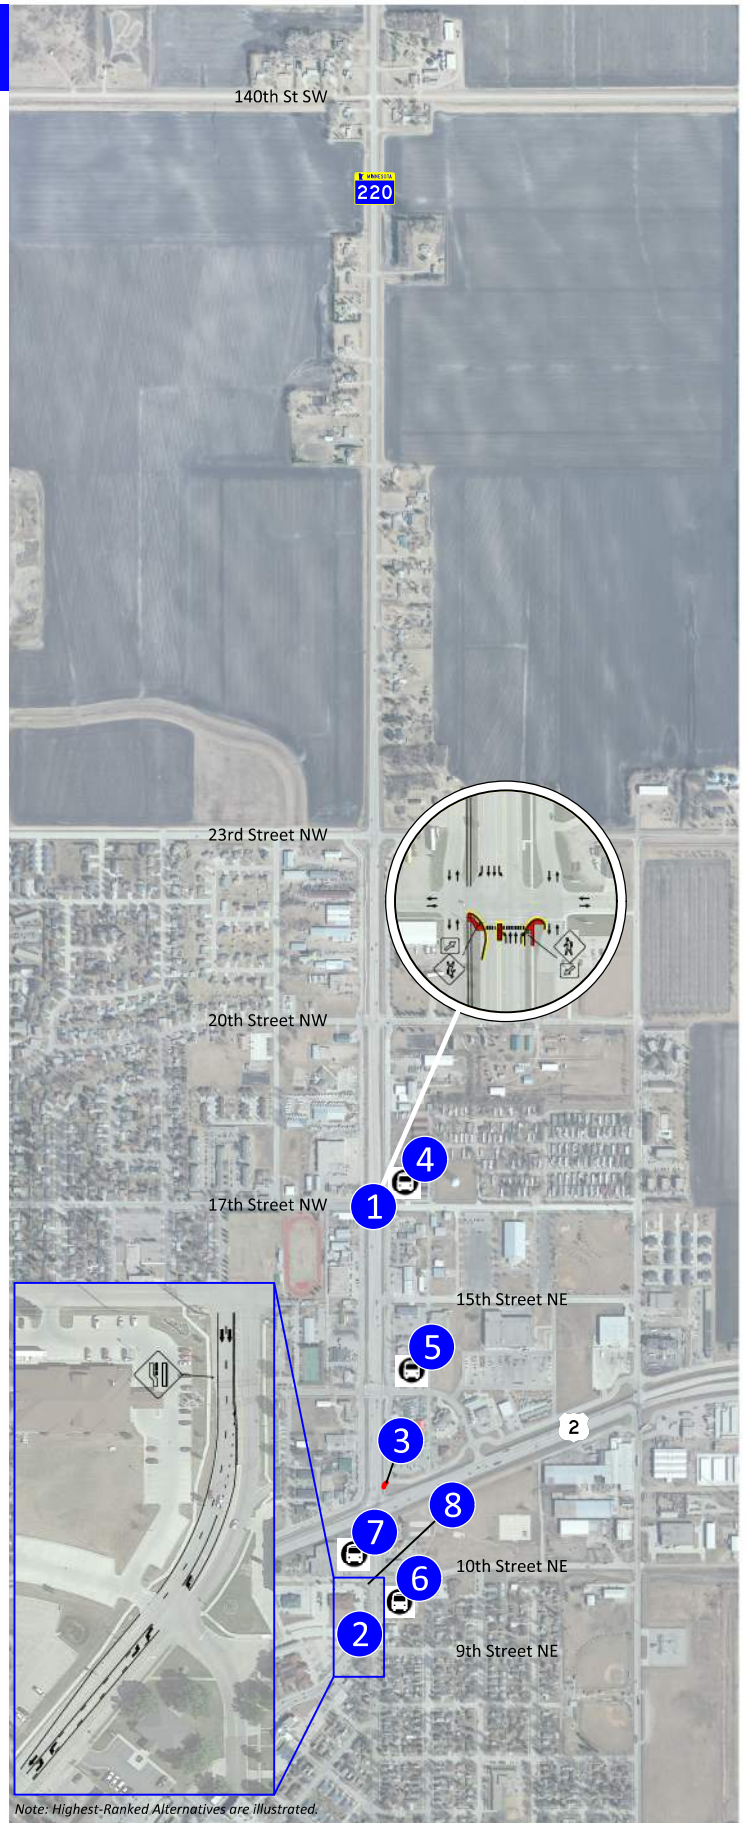 140th St SW
MINNESOTA
220
23rd Street NW
20th Street NW
4
17th Street NW
1
15th Street NE
5
2
3
8
7
10th Street NE
6
2
9th Street NE
Note: Highest-Ranked Alternatives are illustrated.